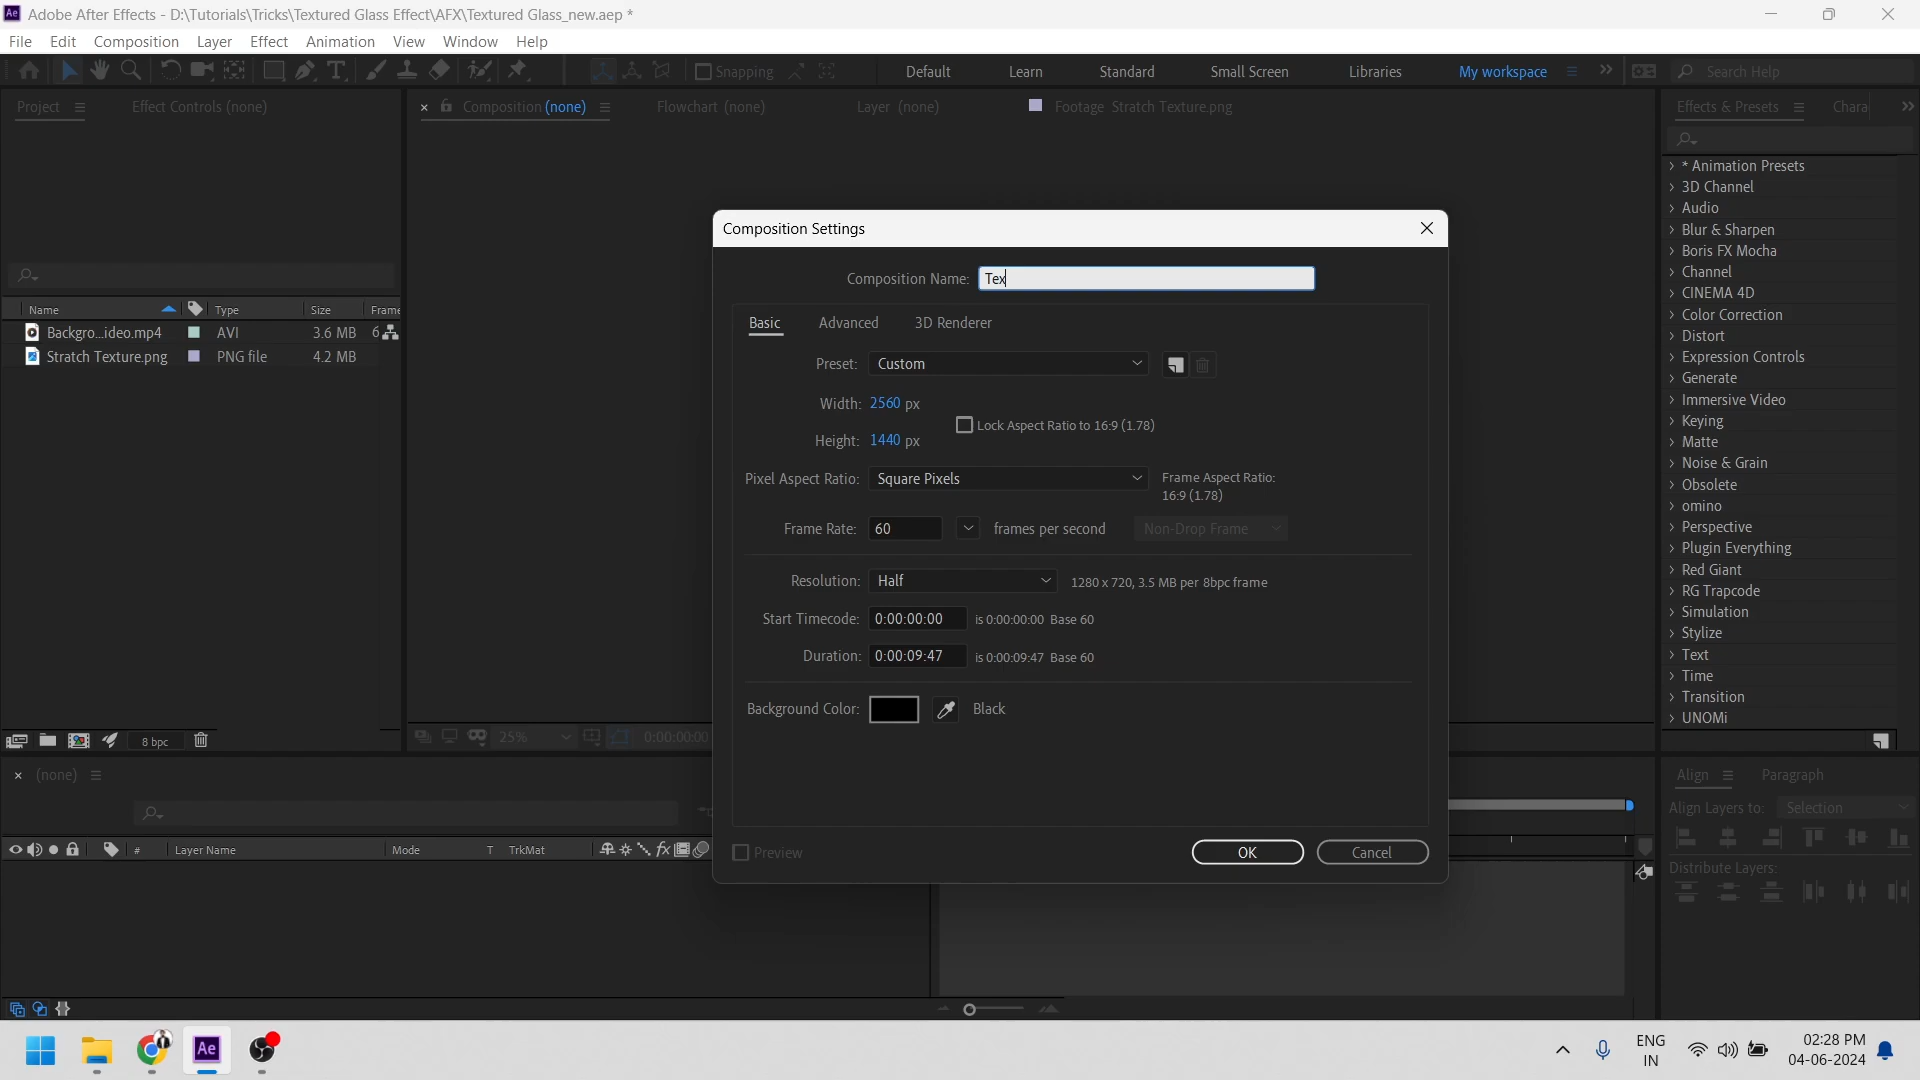 Adobe After Effects - D:\Tutorials\Tricks\Textured Glass Effect\AFX\Textured Glass_new.aep *
File Edit Composition Layer Effect Animation View Window Help
Snapping Default Learn Standard Small Screen Libraries My workspace Search Help
Project Effect Controls (none) Composition (none) Flowchart (none) Layer (none) Footage Stratch Texture.png Effects & Presets Chara
Name Type Size Frame
Backgro...ideo.mp4 AVI 3.6 MB 6
Stratch Texture.png PNG file 4.2 MB
8 bpc
25% 0:00:00:00
Composition Settings
Composition Name: Tex
Basic Advanced 3D Renderer
Preset: Custom
Width: 2560 px
Lock Aspect Ratio to 16:9 (1.78)
Height: 1440 px
Pixel Aspect Ratio: Square Pixels Frame Aspect Ratio:
16:9 (1.78)
Frame Rate: 60 frames per second Non-Drop Frame
Resolution: Half 1280 x 720, 3.5 MB per 8bpc frame
Start Timecode: 0:00:00:00 is 0:00:00:00 Base 60
Duration: 0:00:09:47 is 0:00:09:47 Base 60
Background Color: Black
Preview OK Cancel
* Animation Presets
3D Channel
Audio
Blur & Sharpen
Boris FX Mocha
Channel
CINEMA 4D
Color Correction
Distort
Expression Controls
Generate
Immersive Video
Keying
Matte
Noise & Grain
Obsolete
omino
Perspective
Plugin Everything
Red Giant
RG Trapcode
Simulation
Stylize
Text
Time
Transition
UNOMi
(none)
# Layer Name Mode T TrkMat
Align Paragraph
Align Layers to: Selection
Distribute Layers:
ENG
IN
02:28 PM
04-06-2024